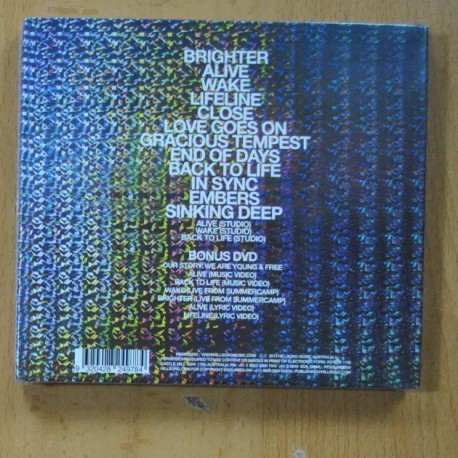 BRIGHTER
ALIVE
WAKE
LIFELINE
CLOSE
LOVE GOES ON
GRACIOUS TEMPEST
END OF DAYS
BACK TO LIFE
IN SYNC
EMBERS
SINKING DEEP
ALIVE (STUDIO)
WAKE (STUDIO)
BACK TO LIFE (STUDIO)
BONUS DVD
OUR STORY: WE ARE YOUNG & FREE
ALIVE (MUSIC VIDEO)
BACK TO LIFE (MUSIC VIDEO)
WAKE (LIVE FROM SUMMERCAMP)
BRIGHTER (LIVE FROM SUMMERCAMP)
ALIVE (LYRIC VIDEO)
LIFELINE (LYRIC VIDEO)